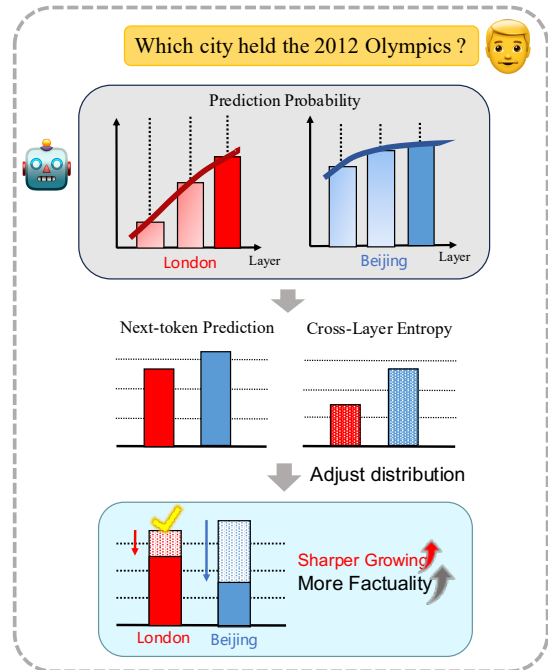 Which city held the 2012 Olympics ?
Prediction Probability
Layer
Layer
London
Beijing
Next-token Prediction
Cross-Layer Entropy
Adjust distribution
Sharper Growing
More Factuality
London
Beijing